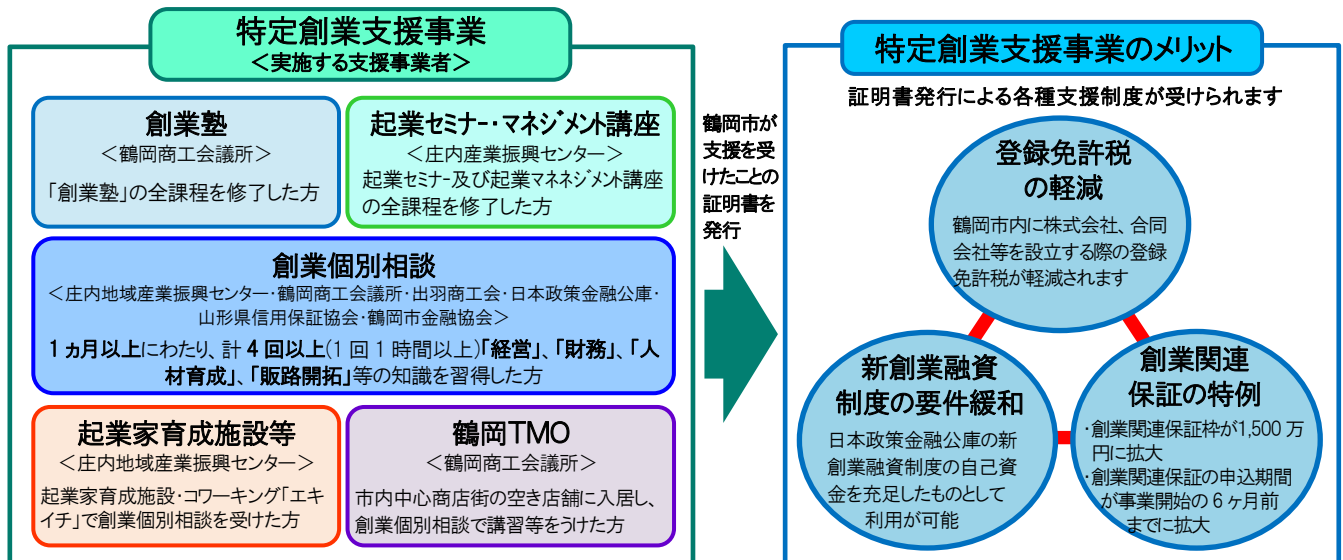 特定創業支援事業
＜実施する支援事業者＞
創業塾
＜鶴岡商工会議所＞
「創業塾」の全課程を修了した方
起業セミナー・マネジメント講座
＜庄内産業振興センター＞
起業セミナー及び起業マネネジメント講座
の全課程を修了した方
創業個別相談
＜庄内地域産業振興センター・鶴岡商工会議所・出羽商工会・日本政策金融公庫・
山形県信用保証協会・鶴岡市金融協会＞
1ヵ月以上にわたり、計4回以上(1回1時間以上)「経営」、「財務」、「人
材育成」、「販路開拓」等の知識を習得した方
起業家育成施設等
＜庄内地域産業振興センター＞
起業家育成施設・コワーキング「エキ
イチ」で創業個別相談を受けた方
鶴岡TMO
＜鶴岡商工会議所＞
市内中心商店街の空き店舗に入居し、
創業個別相談で講習等をうけた方
鶴岡市が
支援を受
けたことの
証明書を
発行
特定創業支援事業のメリット
証明書発行による各種支援制度が受けられます
登録免許税
の軽減
鶴岡市内に株式会社、合同
会社等を設立する際の登録
免許税が軽減されます
新創業融資
制度の要件緩和
日本政策金融公庫の新
創業融資制度の自己資
金を充足したものとして
利用が可能
創業関連
保証の特例
・創業関連保証枠が1,500万
円に拡大
・創業関連保証の申込期間
が事業開始の6ヶ月前
までに拡大